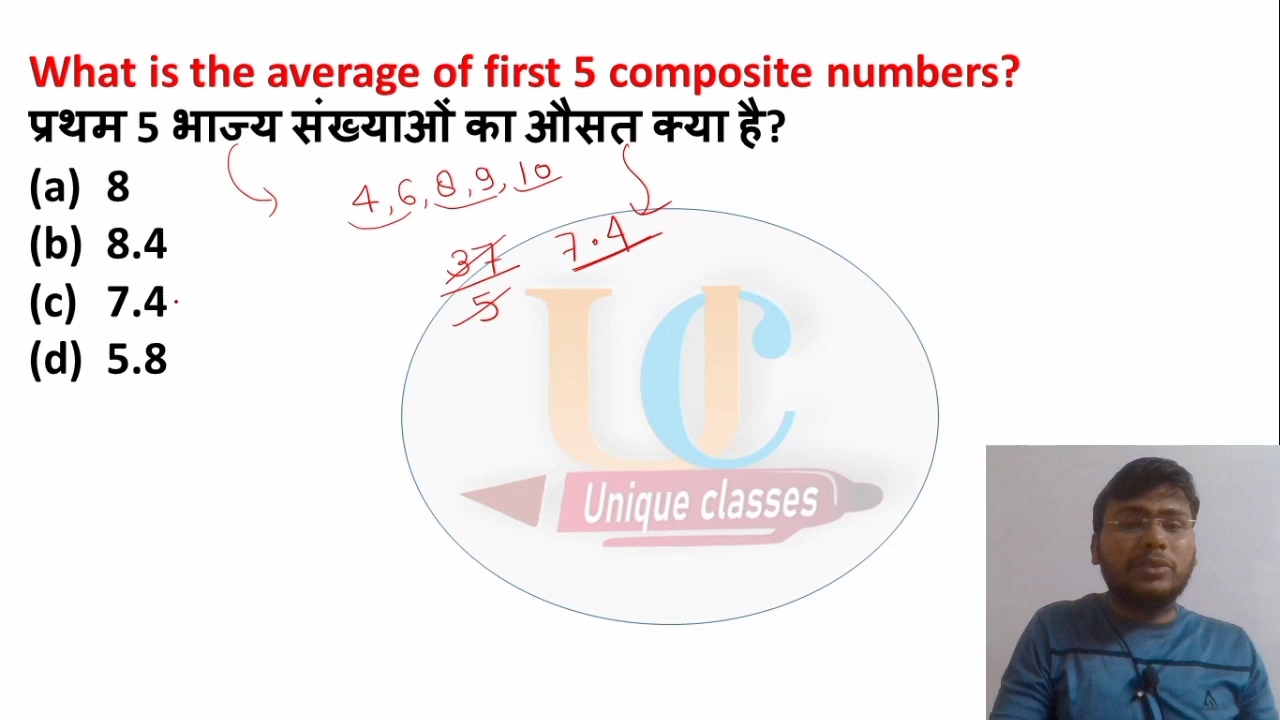 What is the average of first 5 composite numbers?
प्रथम 5 भाज्य संख्याओं का औसत क्या है?
(a) 8
4, 6, 8, 9, 10
(b) 8.4
37
5
7.4
(c) 7.4
(d) 5.8
UC
Unique classes